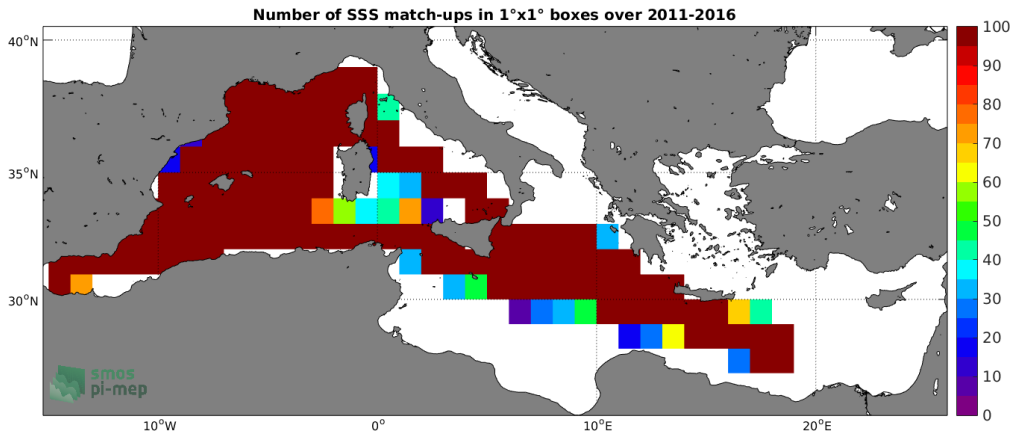 Number of SSS match-ups in 1°x1° boxes over 2011-2016
40°N
35°N
30°N
10°W
0°
10°E
20°E
100
90
80
70
60
50
40
30
20
10
0
smos
pi-mep